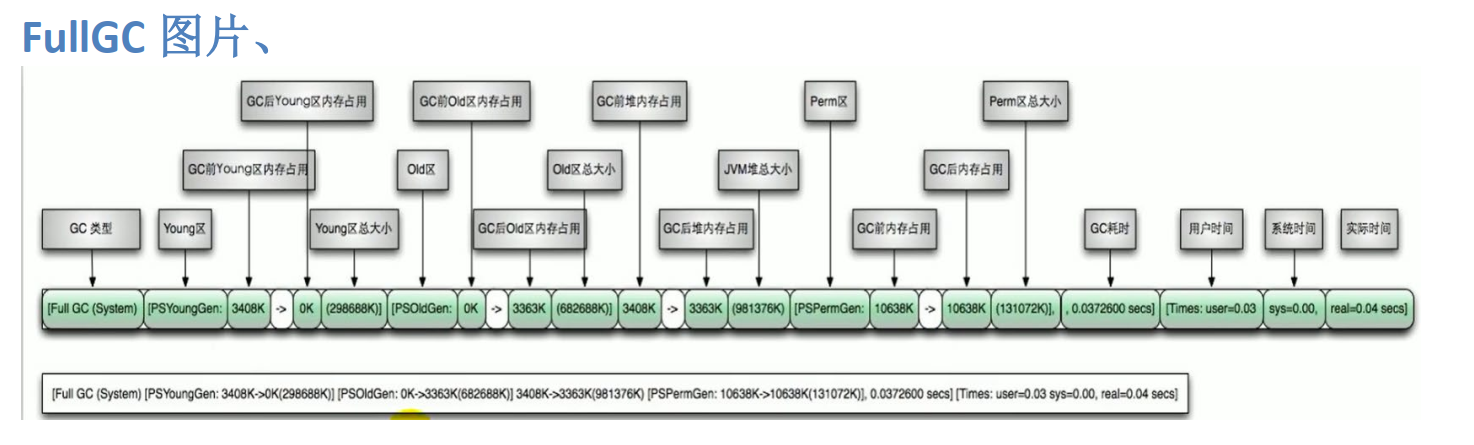 FullGC 图片、
GC后Young区内存占用 GC前Old区内存占用 GC前堆内存占用 Perm区 Perm区总大小
GC前Young区内存占用 Old区 Old区总大小 JVM堆总大小 GC后内存占用
GC 类型 Young区 Young区总大小 GC后Old区内存占用 GC后堆内存占用 GC前内存占用 GC耗时 用户时间 系统时间 实际时间
[Full GC (System) [PSYoungGen: 3408K -> 0K (298688K)] [PSOldGen: 0K -> 3363K (682688K)] 3408K -> 3363K (981376K) [PSPermGen: 10638K -> 10638K (131072K)], , 0.0372600 secs] [Times: user=0.03 sys=0.00, real=0.04 secs]
[Full GC (System) [PSYoungGen: 3408K->0K(298688K)] [PSOldGen: 0K->3363K(682688K)] 3408K->3363K(981376K) [PSPermGen: 10638K->10638K(131072K)], 0.0372600 secs] [Times: user=0.03 sys=0.00, real=0.04 secs]